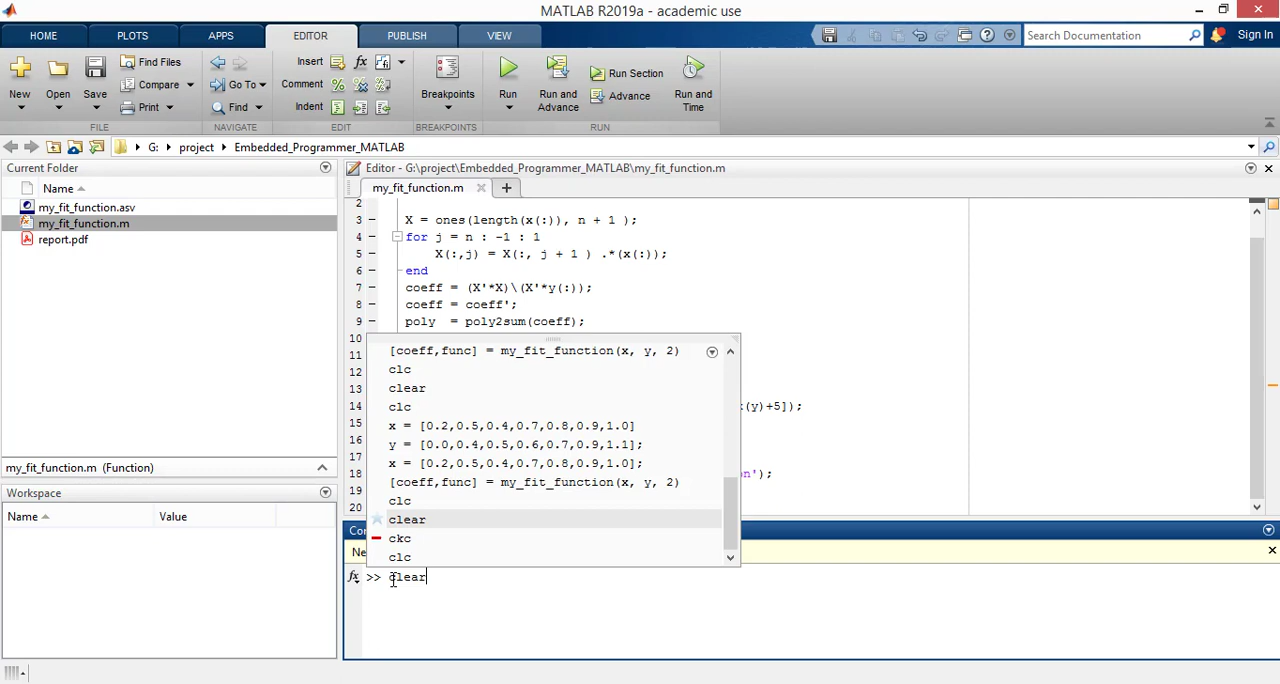 MATLAB R2019a - academic use
HOME PLOTS APPS EDITOR PUBLISH VIEW Search Documentation Sign In
Insert fx
Find Files
New Open Save Compare Go To Comment % Breakpoints Run Run and Advance Run Section Advance Run and Time
Print Find Indent
FILE NAVIGATE EDIT BREAKPOINTS RUN
G: project Embedded_Programmer_MATLAB
Current Folder
Name
my_fit_function.asv
my_fit_function.m
report.pdf
my_fit_function.m (Function)
Workspace
Name Value
Editor - G:\project\Embedded_Programmer_MATLAB\my_fit_function.m
my_fit_function.m
2
3 X = ones(length(x(:)), n + 1 );
4 for j = n : -1 : 1
5 X(:,j) = X(:, j + 1 ) .*(x(:));
6 end
7 coeff = (X'*X)\(X'*y(:));
8 coeff = coeff';
9 poly = poly2sum(coeff);
10
11
12
13
14 (y)+5]);
15
16
17
18 n');
19
20
[coeff,func] = my_fit_function(x, y, 2)
clc
clear
clc
x = [0.2,0.5,0.4,0.7,0.8,0.9,1.0]
y = [0.0,0.4,0.5,0.6,0.7,0.9,1.1];
x = [0.2,0.5,0.4,0.7,0.8,0.9,1.0];
[coeff,func] = my_fit_function(x, y, 2)
clc
clear
ckc
clc
fx >> clear